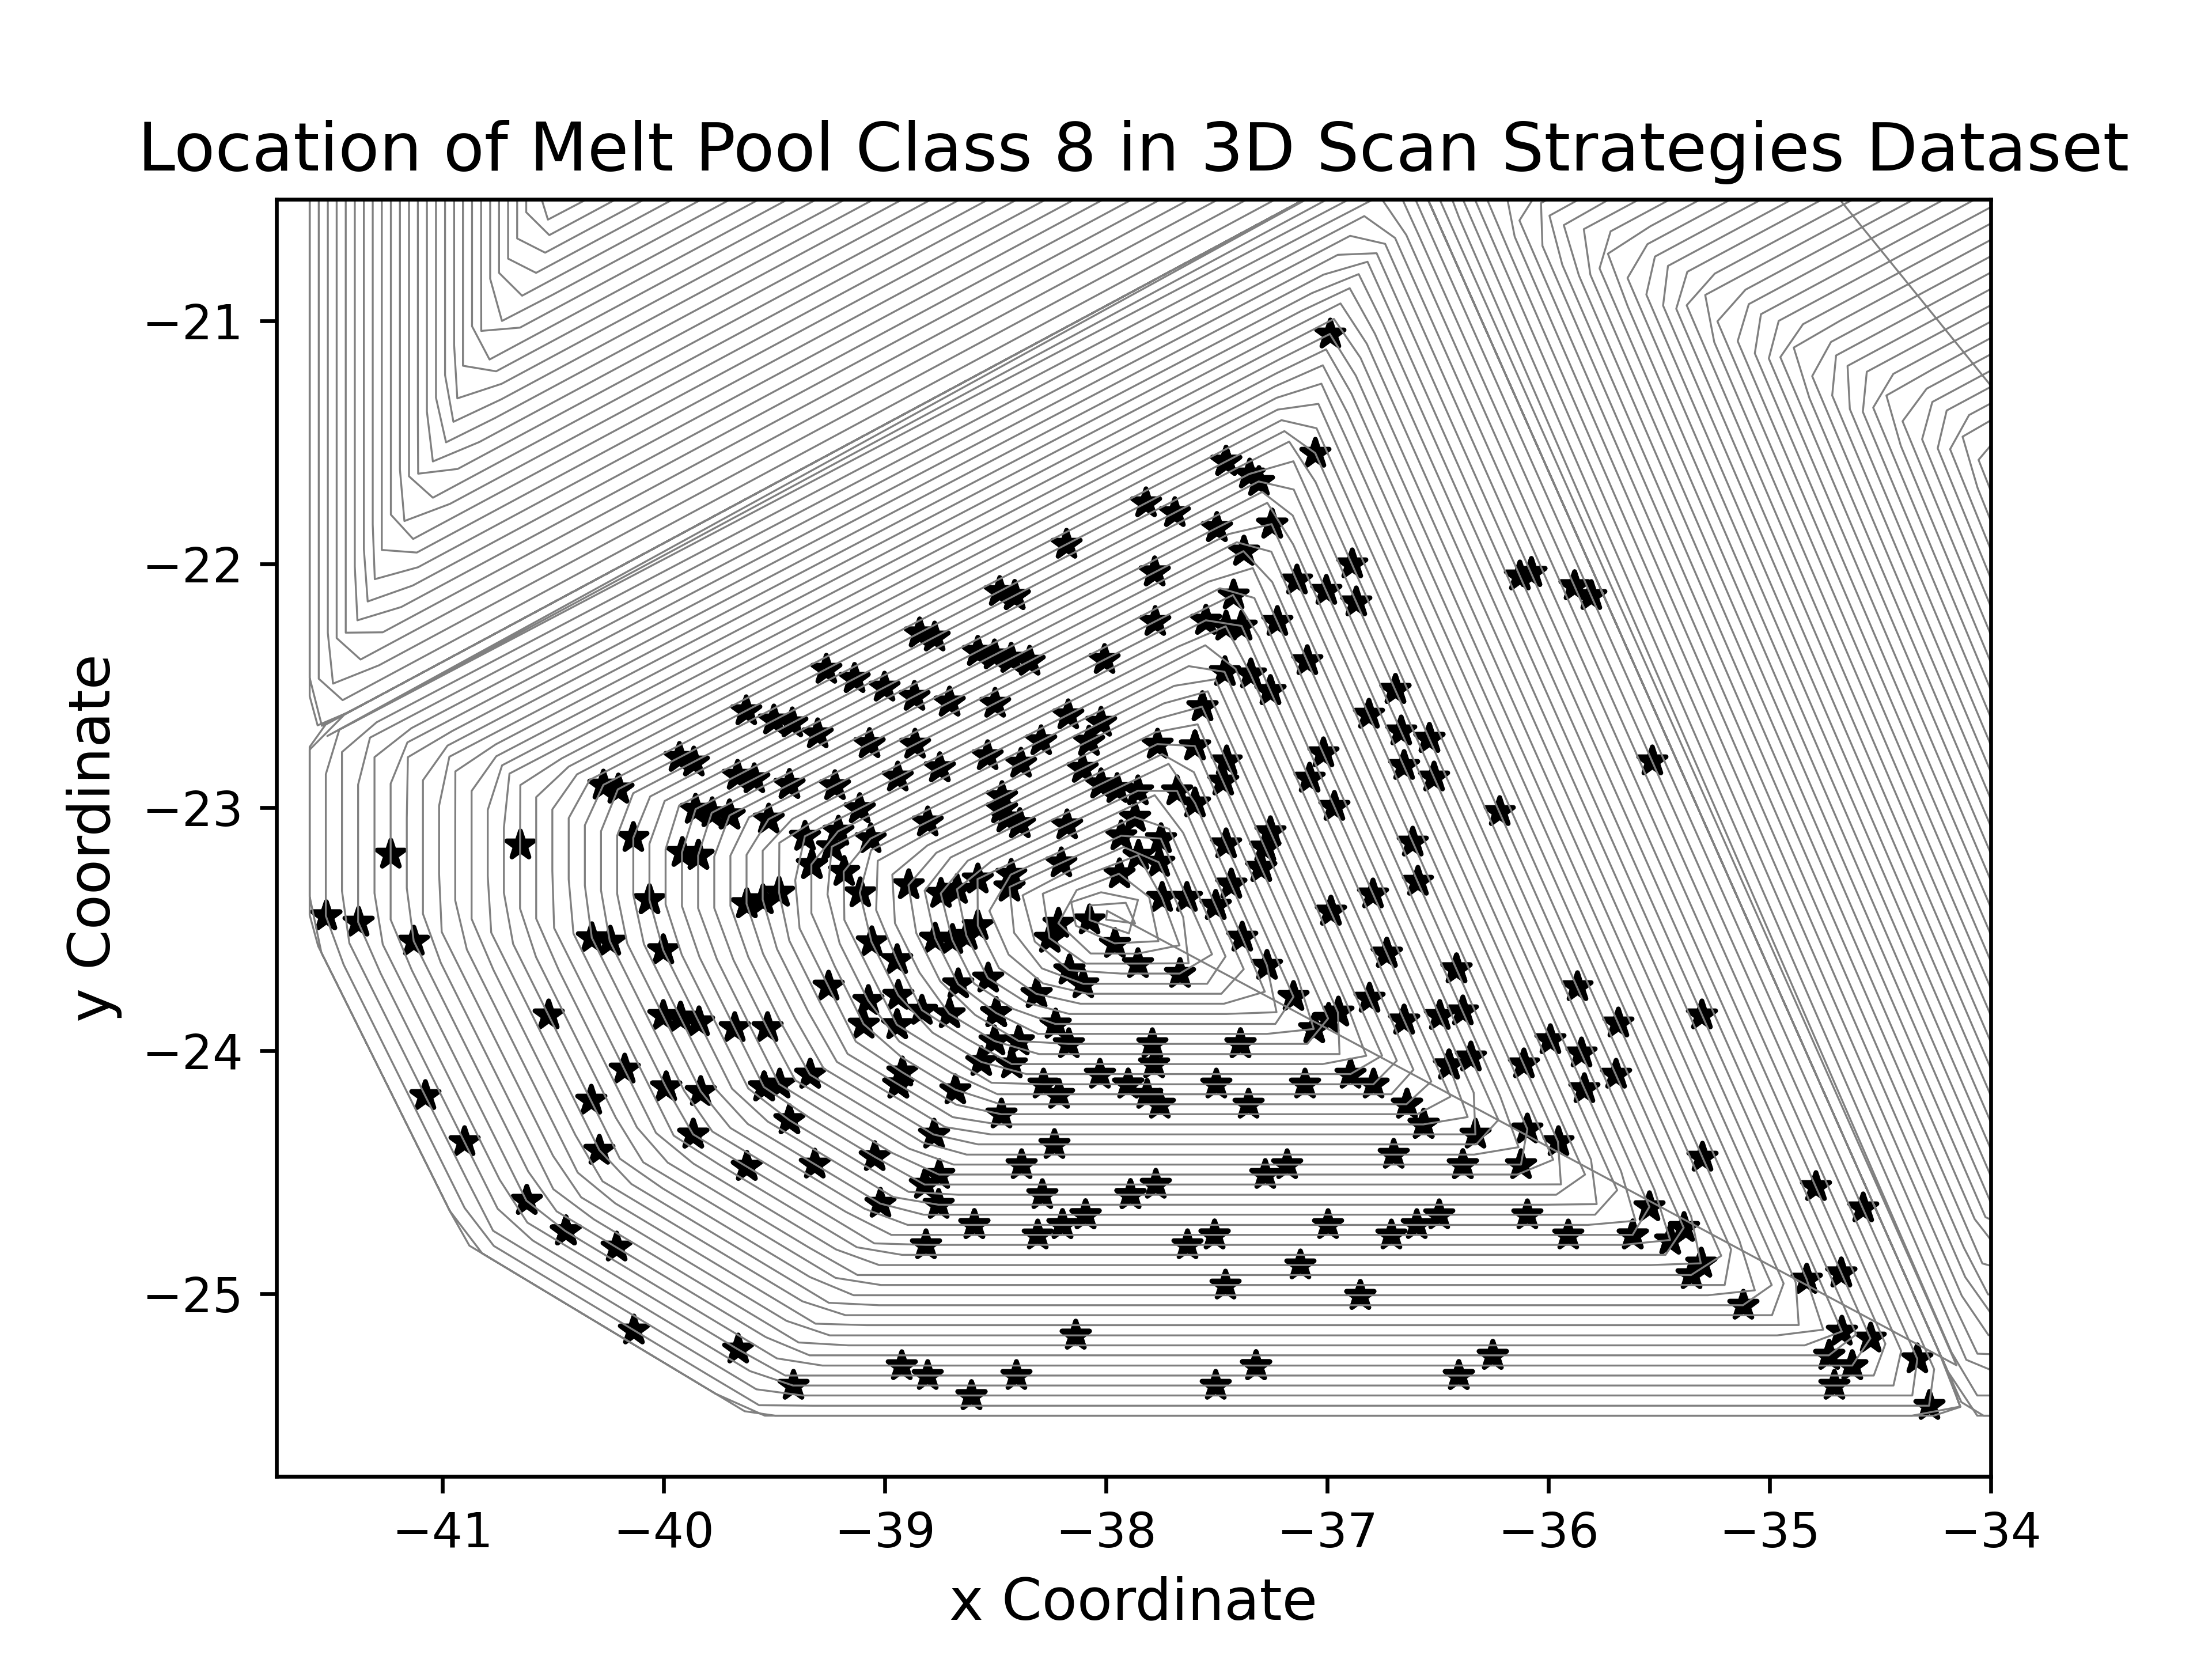 Location of Melt Pool Class 8 in 3D Scan Strategies Dataset
−21
−22
−23
−24
−25
y Coordinate
−41 −40 −39 −38 −37 −36 −35 −34
x Coordinate